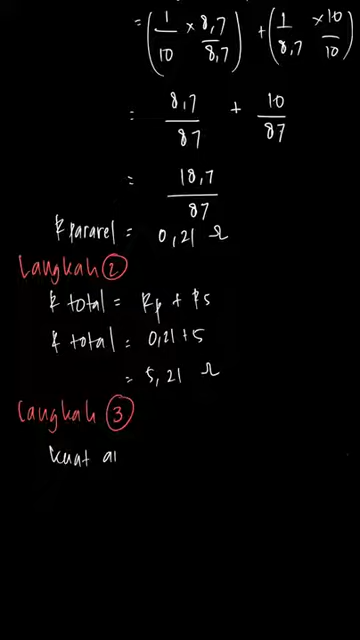 = (1/10 × 8,7/8,7) + (1/8,7 × 10/10)
= 8,7/87 + 10/87
= 18,7/87
R pararel = 0,21 Ω
Langkah ②
R total = Rp + Rs
R total = 0,21 + 5
= 5,21 Ω
Langkah ③
kuat ar